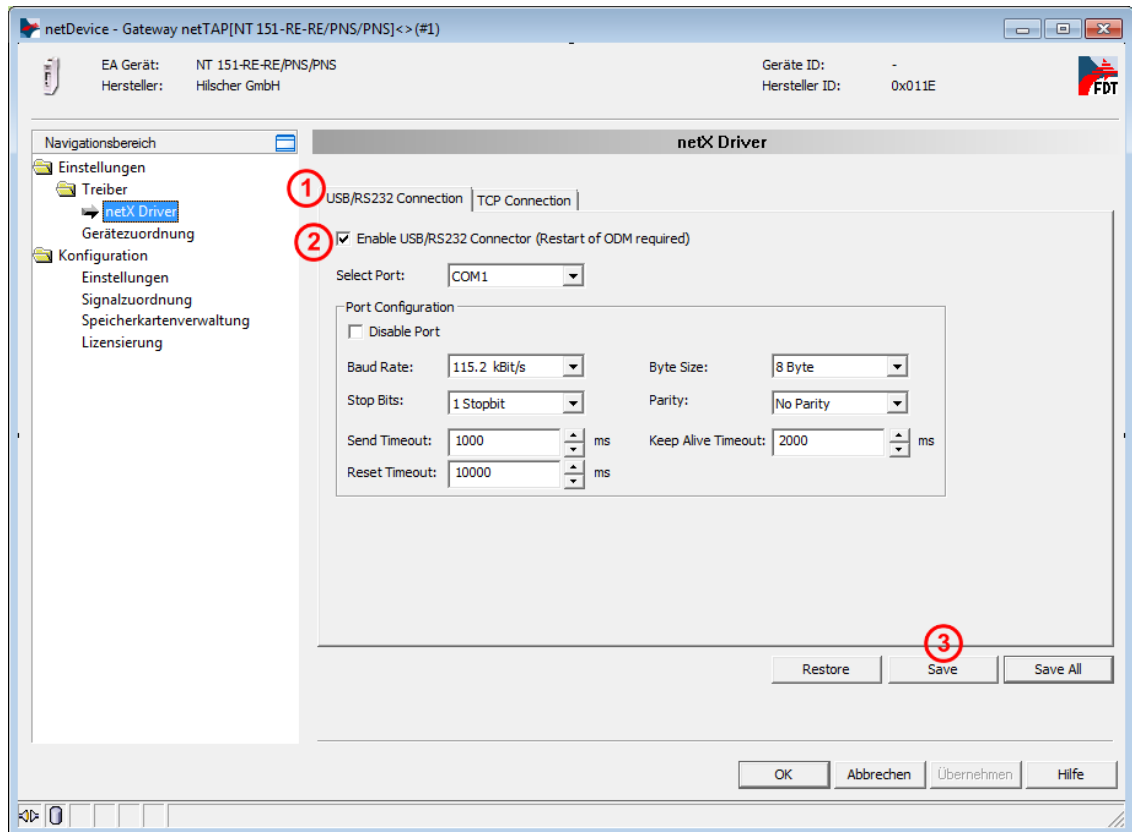 netDevice - Gateway netTAP[NT 151-RE-RE/PNS/PNS]<>(#1)
EA Gerät: NT 151-RE-RE/PNS/PNS Geräte ID: -
Hersteller: Hilscher GmbH Hersteller ID: 0x011E
FDT
Navigationsbereich
Einstellungen
Treiber
netX Driver
Gerätezuordnung
Konfiguration
Einstellungen
Signalzuordnung
Speicherkartenverwaltung
Lizensierung
netX Driver
1 USB/RS232 Connection TCP Connection
2 Enable USB/RS232 Connector (Restart of ODM required)
Select Port: COM1
Port Configuration
Disable Port
Baud Rate: 115.2 kBit/s Byte Size: 8 Byte
Stop Bits: 1 Stopbit Parity: No Parity
Send Timeout: 1000 ms Keep Alive Timeout: 2000 ms
Reset Timeout: 10000 ms
3
Restore Save Save All
OK Abbrechen Übernehmen Hilfe